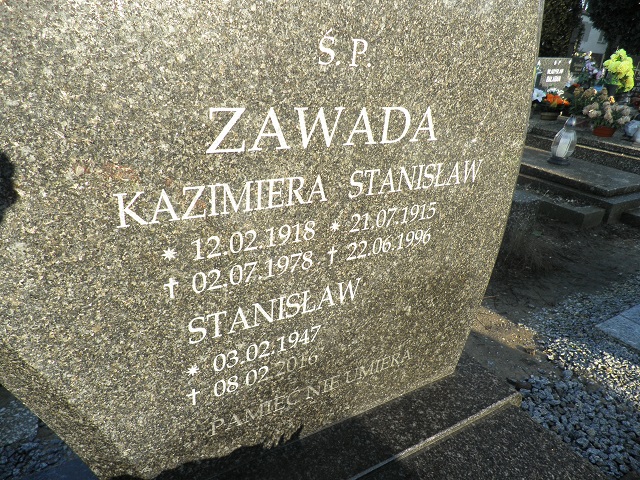 Ś. P.
ZAWADA
KAZIMIERA STANISŁAW
* 12.02.1918 * 21.07.1915
† 02.07.1978 † 22.06.1996
STANISŁAW
* 03.02.1947
† 08.02.2016
PAMIĘĆ NIE UMIERA